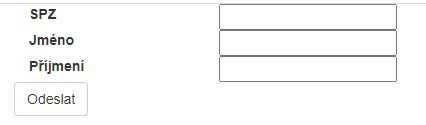 SPZ
Jméno
Příjmení
Odeslat